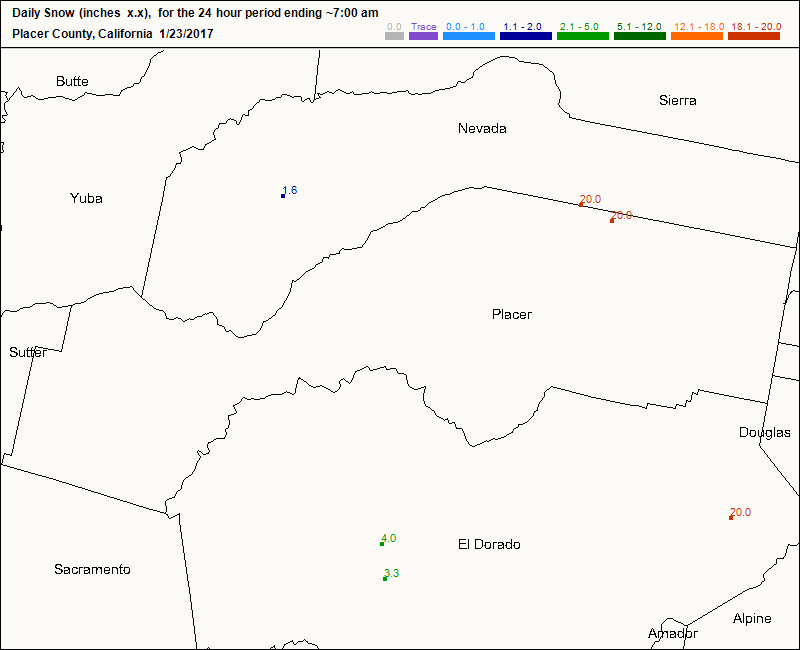 Daily Snow (inches x.x), for the 24 hour period ending ~7:00 am
Placer County, California 1/23/2017
0.0 Trace 0.0 - 1.0 1.1 - 2.0 2.1 - 5.0 5.1 - 12.0 12.1 - 18.0 18.1 - 20.0
Butte
Sierra
Nevada
1.6
Yuba
20.0
20.0
Placer
Sutter
Douglas
20.0
4.0
El Dorado
Sacramento
3.3
Alpine
Amador